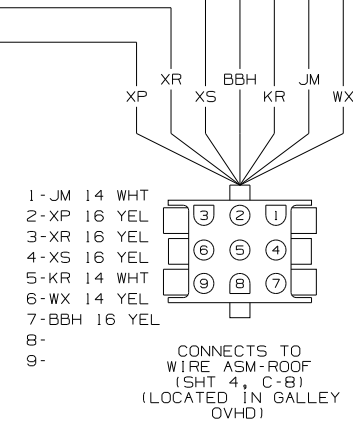 XR BBH JM
XP XS KR WX
1-JM 14 WHT
2-XP 16 YEL
3-XR 16 YEL
4-XS 16 YEL
5-KR 14 WHT
6-WX 14 YEL
7-BBH 16 YEL
8-
9-
3 2 1
6 5 4
9 8 7
CONNECTS TO
WIRE ASM-ROOF
(SHT 4, C-8)
(LOCATED IN GALLEY
OVHD)